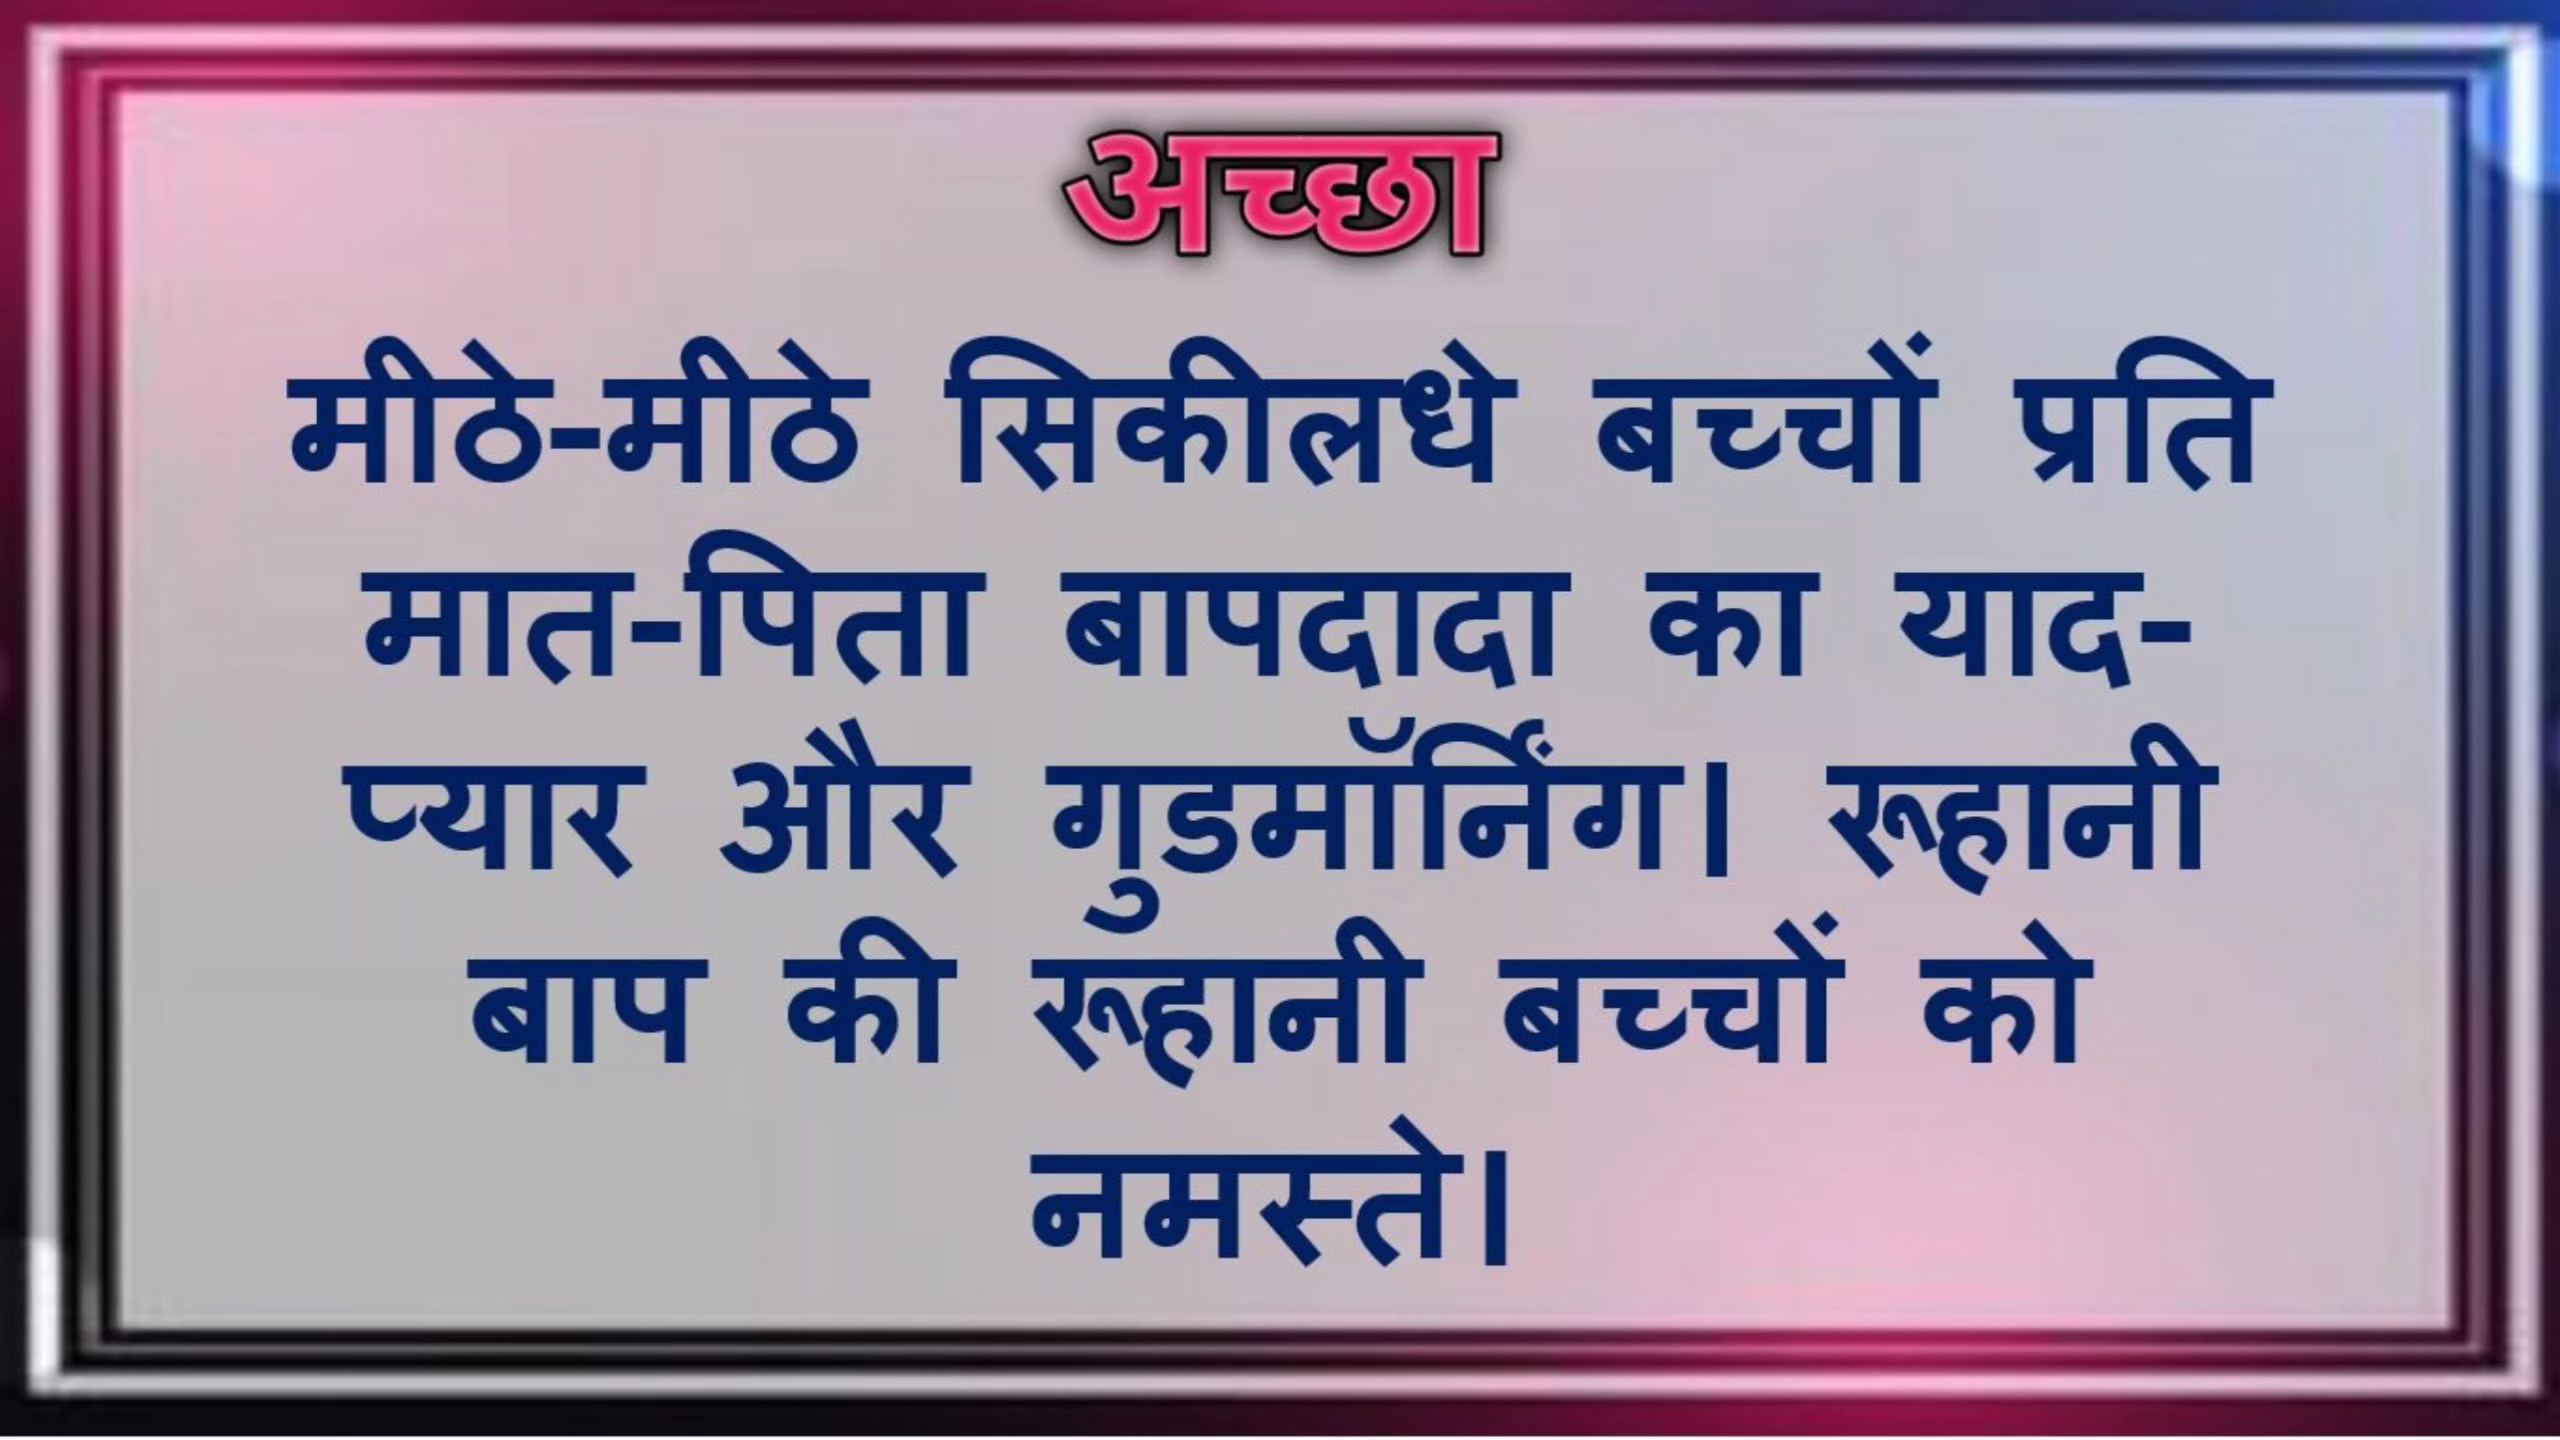 अच्छा
मीठे-मीठे सिकीलधे बच्चों प्रति
मात-पिता बापदादा का याद-
प्यार और गुडमॉर्निंग। रूहानी
बाप की रूहानी बच्चों को
नमस्ते।